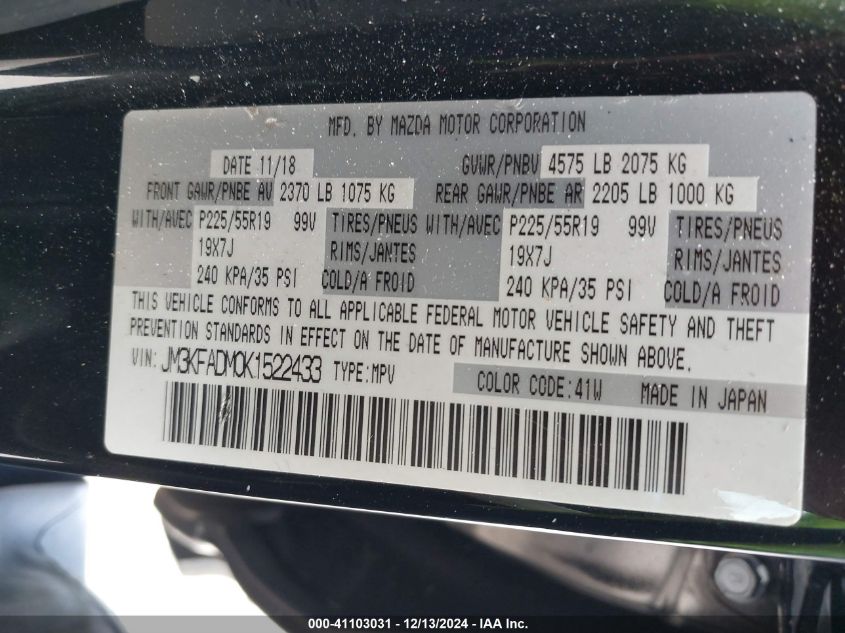 MFD. BY MAZDA MOTOR CORPORATION
DATE 11/18 GVWR/PNBV 4575 LB 2075 KG
FRONT GAWR/PNBE AV 2370 LB 1075 KG REAR GAWR/PNBE AR 2205 LB 1000 KG
WITH/AVEC P225/55R19 99V TIRES/PNEUS WITH/AVEC P225/55R19 99V TIRES/PNEUS
19X7J RIMS/JANTES 19X7J RIMS/JANTES
240 KPA/35 PSI COLD/A FROID 240 KPA/35 PSI COLD/A FROID
THIS VEHICLE CONFORMS TO ALL APPLICABLE FEDERAL MOTOR VEHICLE SAFETY AND THEFT
PREVENTION STANDARDS IN EFFECT ON THE DATE OF MANUFACTURE SHOWN ABOVE.
VIN: JM3KFADM0K1522433 TYPE:MPV
COLOR CODE:41W MADE IN JAPAN
000-41103031 - 12/13/2024 - IAA Inc.